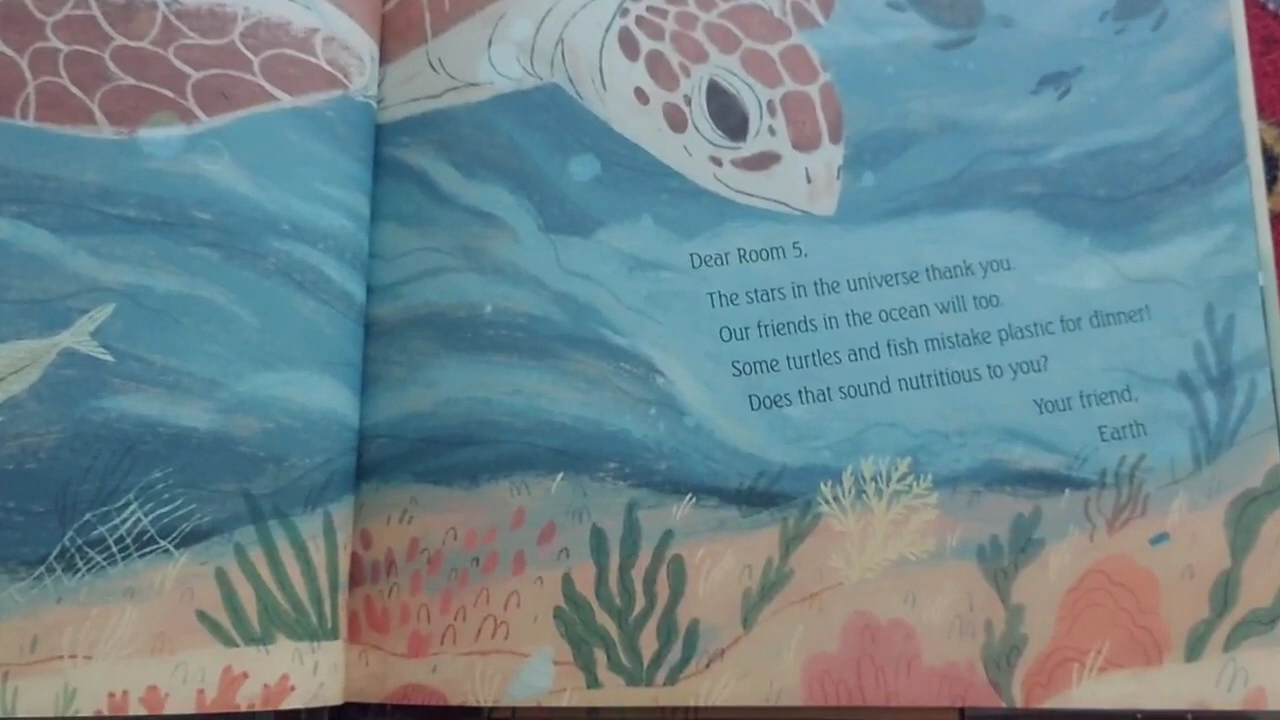 Dear Room 5,
The stars in the universe thank you.
Our friends in the ocean will too.
Some turtles and fish mistake plastic for dinner!
Does that sound nutritious to you?
Your friend,
Earth